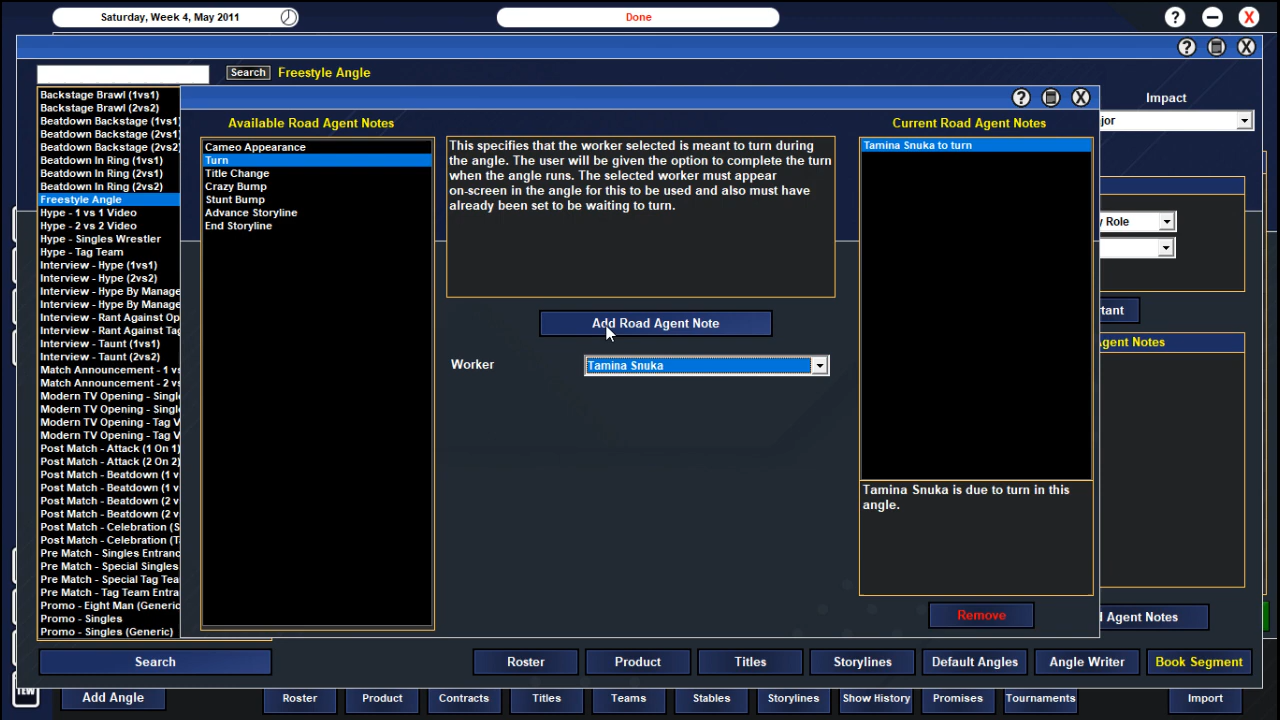 Saturday, Week 4, May 2011
Done
Search
Freestyle Angle
Impact
Backstage Brawl (1vs1)
Backstage Brawl (2vs2)
Beatdown Backstage (1vs1)
Beatdown Backstage (2vs1)
Beatdown Backstage (2vs2)
Beatdown In Ring (1vs1)
Beatdown In Ring (2vs1)
Beatdown In Ring (2vs2)
Freestyle Angle
Hype - 1 vs 1 Video
Hype - 2 vs 2 Video
Hype - Singles Wrestler
Hype - Tag Team
Interview - Hype (1vs1)
Interview - Hype (2vs2)
Interview - Hype By Manage
Interview - Hype By Manage
Interview - Rant Against Op
Interview - Rant Against Tag
Interview - Taunt (1vs1)
Interview - Taunt (2vs2)
Match Announcement - 1 vs
Match Announcement - 2 vs
Modern TV Opening - Singl
Modern TV Opening - Singl
Modern TV Opening - Tag V
Modern TV Opening - Tag V
Post Match - Attack (1 On 1)
Post Match - Attack (2 On 2)
Post Match - Beatdown (1 v
Post Match - Beatdown (1 v
Post Match - Beatdown (2 v
Post Match - Beatdown (2 v
Post Match - Celebration (S
Post Match - Celebration (T
Pre Match - Singles Entranc
Pre Match - Special Singles
Pre Match - Special Tag Tea
Pre Match - Tag Team Entra
Promo - Eight Man (Generic
Promo - Singles
Promo - Singles (Generic)
Available Road Agent Notes
Cameo Appearance
Turn
Title Change
Crazy Bump
Stunt Bump
Advance Storyline
End Storyline
This specifies that the worker selected is meant to turn during
the angle. The user will be given the option to complete the turn
when the angle runs. The selected worker must appear
on-screen in the angle for this to be used and also must have
already been set to be waiting to turn.
Add Road Agent Note
Worker
Tamina Snuka
Current Road Agent Notes
Tamina Snuka to turn
Tamina Snuka is due to turn in this
angle.
Remove
jor
y Role
rtant
Agent Notes
l Agent Notes
Search
Roster
Product
Titles
Storylines
Default Angles
Angle Writer
Book Segment
TEW
Add Angle
Roster
Product
Contracts
Titles
Teams
Stables
Storylines
Show History
Promises
Tournaments
Import